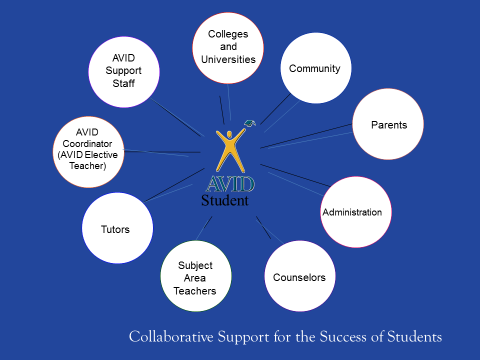 Colleges
and
Universities
Community
Parents
Administration
Counselors
Subject
Area
Teachers
Tutors
AVID
Coordinator
(AVID Elective
Teacher)
AVID
Support
Staff
AVID
Student
Collaborative Support for the Success of Students